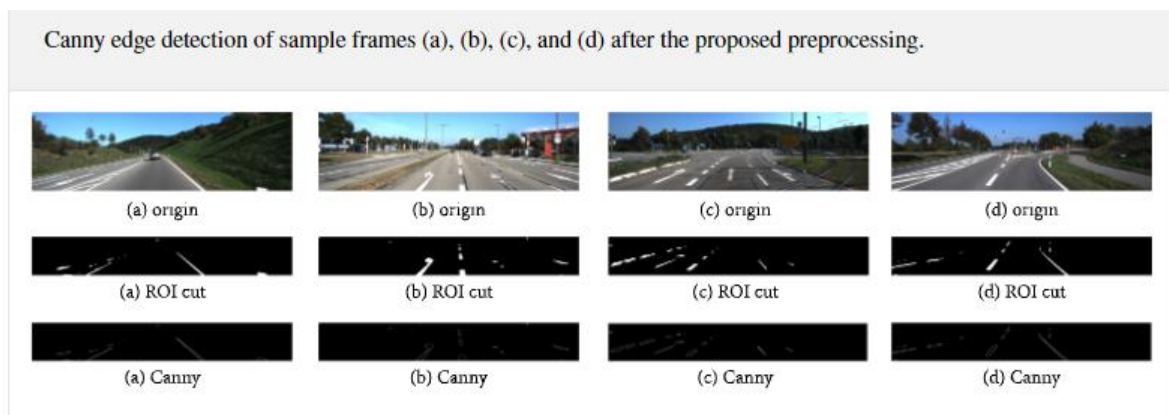 Canny edge detection of sample frames (a), (b), (c), and (d) after the proposed preprocessing.
(a) origin
(b) origin
(c) origin
(d) origin
(a) ROI cut
(b) ROI cut
(c) ROI cut
(d) ROI cut
(a) Canny
(b) Canny
(c) Canny
(d) Canny